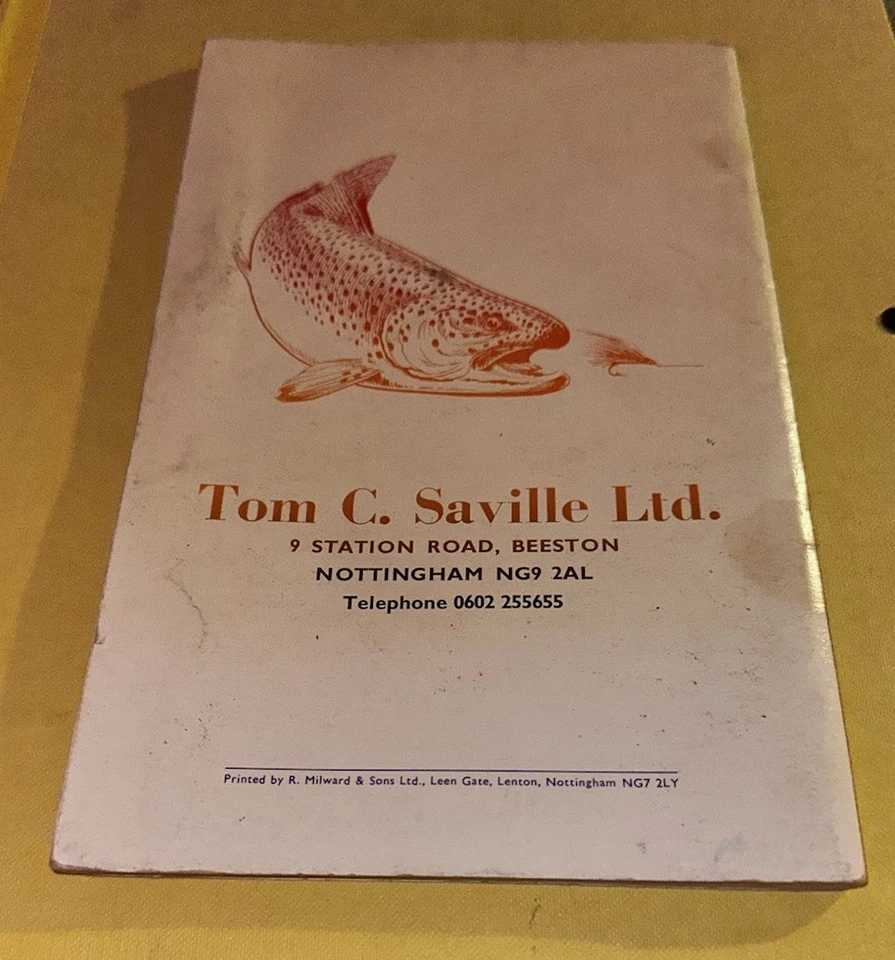 Tom C. Saville Ltd.
9 STATION ROAD, BEESTON
NOTTINGHAM NG9 2AL
Telephone 0602 255655
Printed by R. Milward & Sons Ltd., Leen Gate, Lenton, Nottingham NG7 2LY